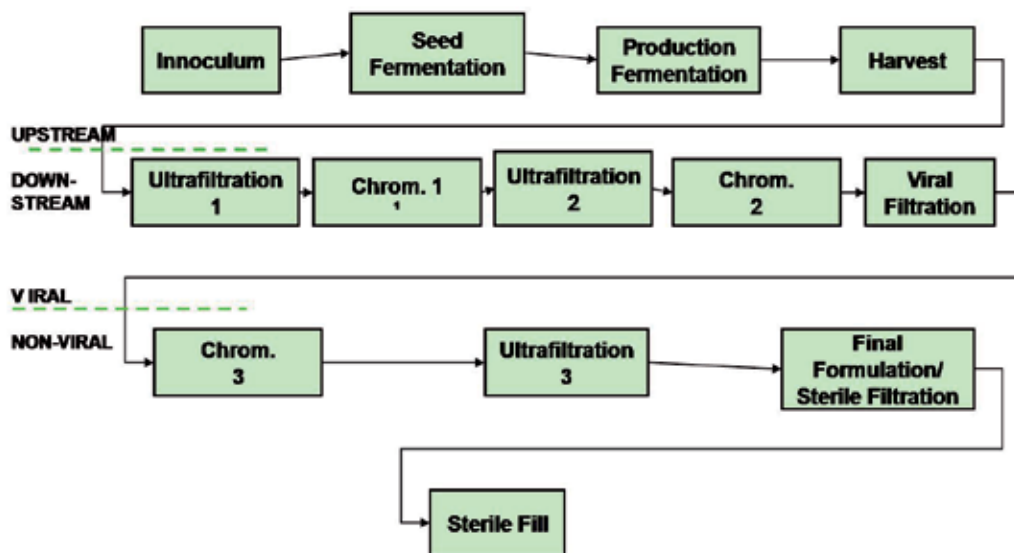 Innoculum
Seed
Fermentation
Production
Fermentation
Harvest
UPSTREAM
DOWN-
STREAM
Ultrafiltration
1
Chrom. 1
1
Ultrafiltration
2
Chrom.
2
Viral
Filtration
V IRAL
NON-VIRAL
Chrom.
3
Ultrafiltration
3
Final
Formulation/
Sterile Filtration
Sterile Fill